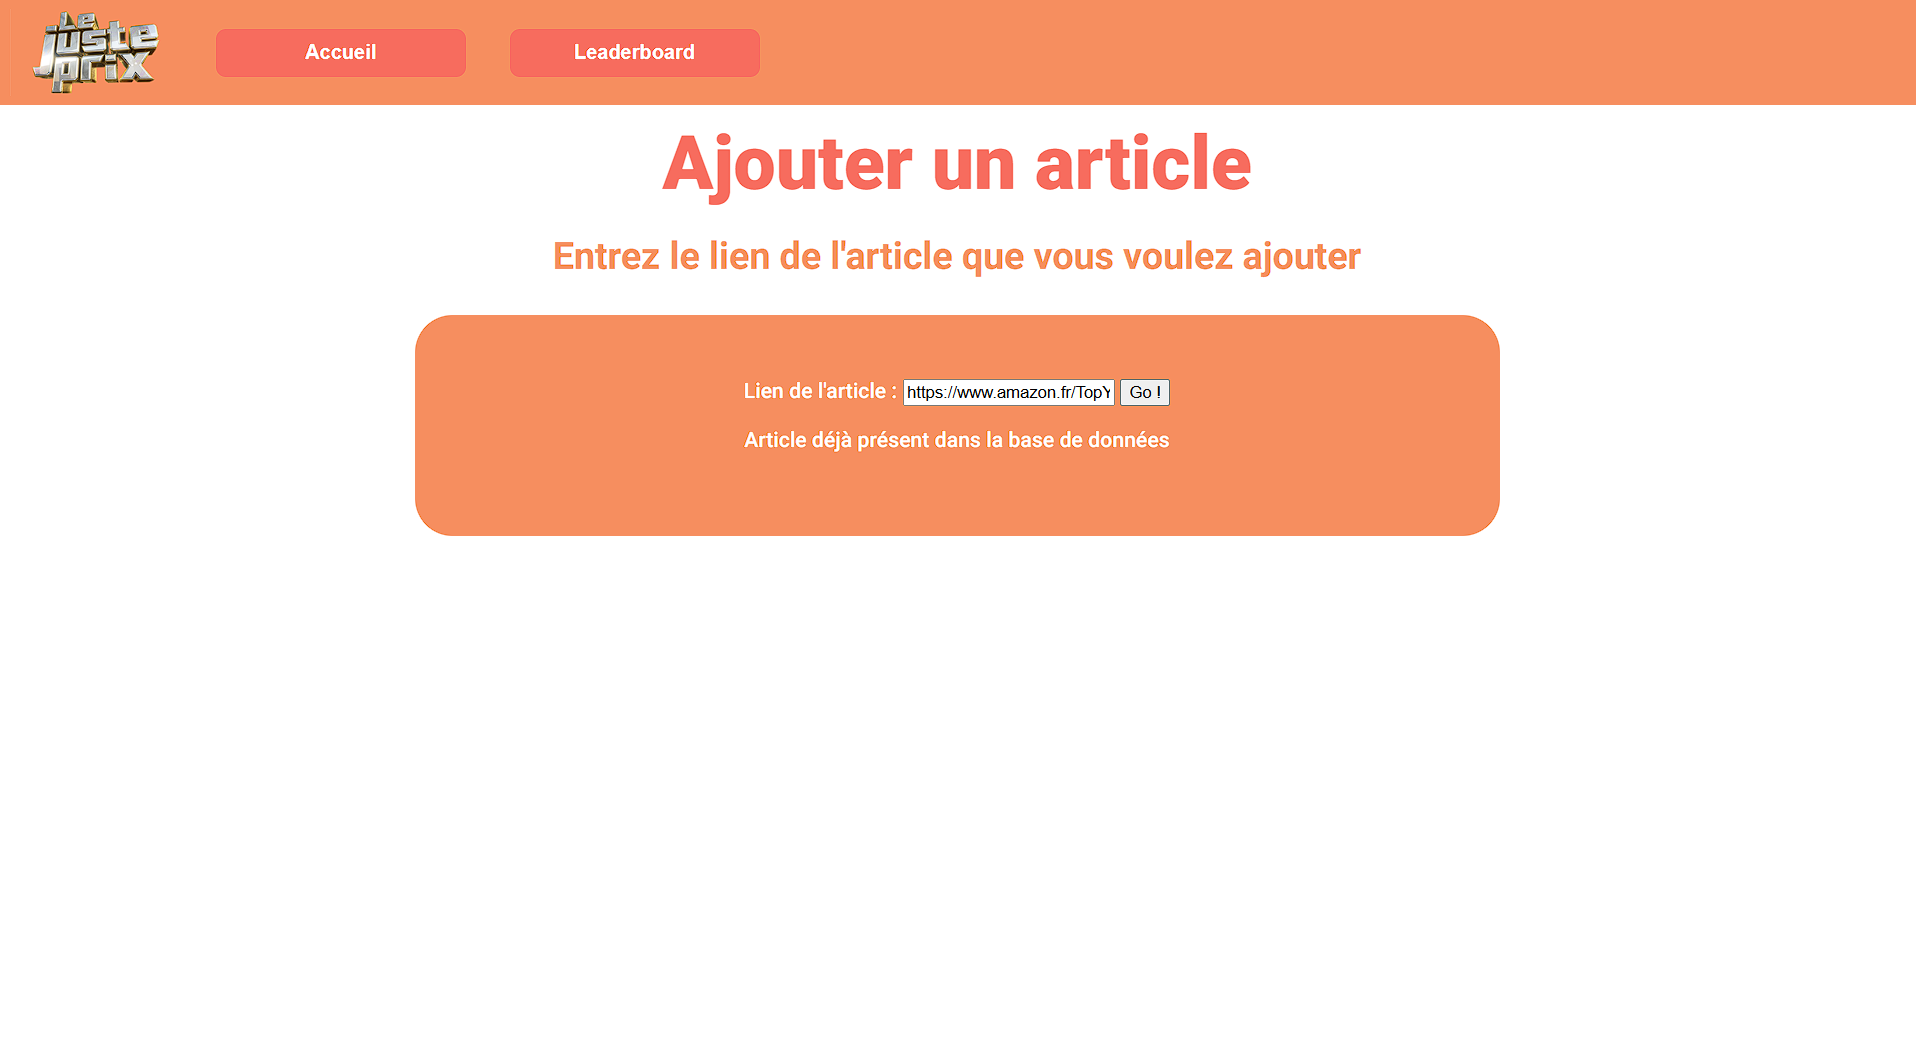 Le
juste
prix
Accueil
Leaderboard
Ajouter un article
Entrez le lien de l'article que vous voulez ajouter
Lien de l'article : https://www.amazon.fr/TopY Go !
Article déjà présent dans la base de données